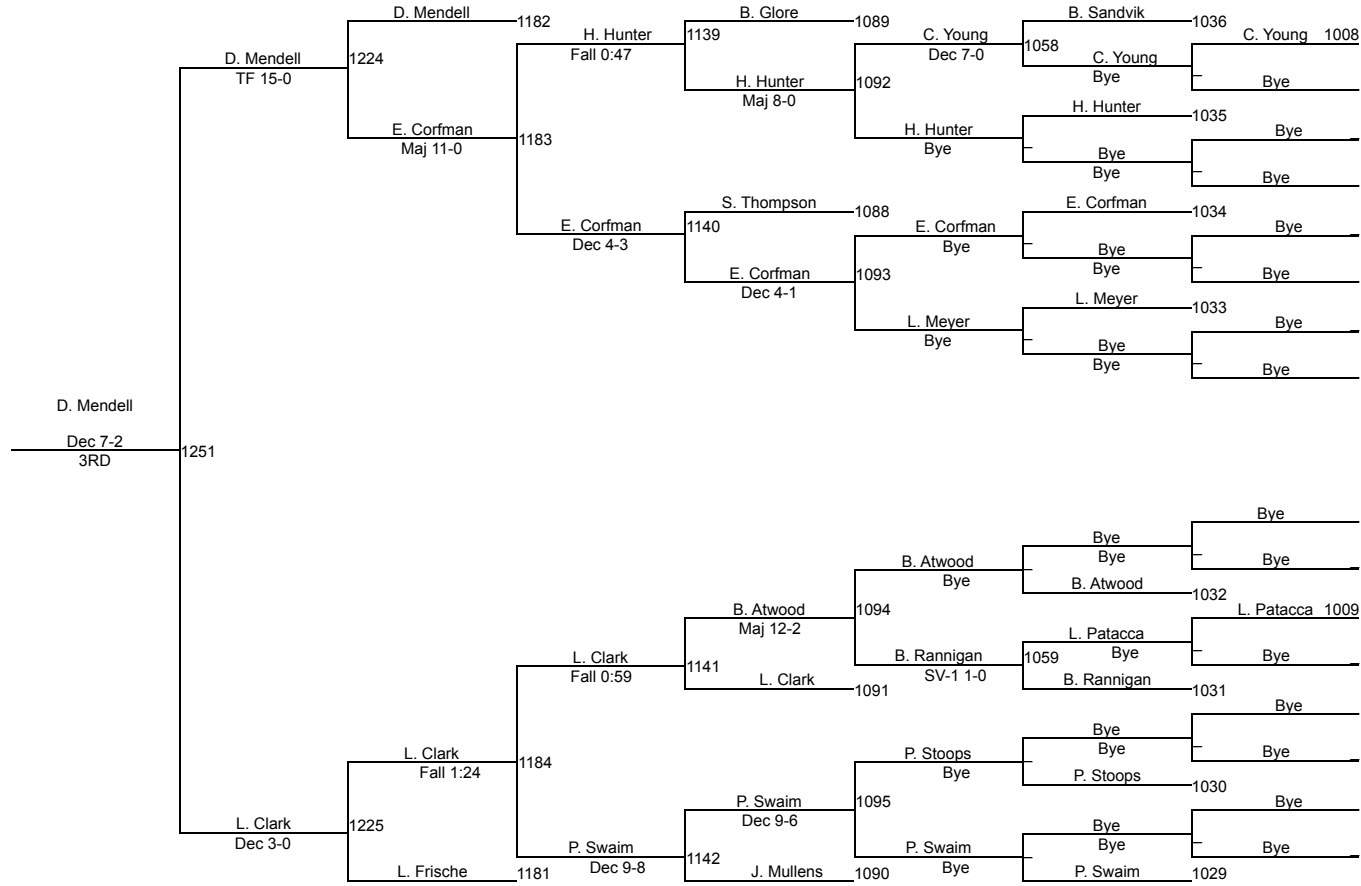 D. Mendell
1182
B. Glore
1089
B. Sandvik
1036
H. Hunter
1139
C. Young
C. Young 1008
Fall 0:47
Dec 7-0
1058
D. Mendell
1224
C. Young
TF 15-0
Bye
Bye
H. Hunter
1092
Maj 8-0
H. Hunter
1035
E. Corfman
1183
H. Hunter
Bye
Maj 11-0
Bye
Bye
Bye
Bye
S. Thompson
1088
E. Corfman
1034
E. Corfman
1140
E. Corfman
Bye
Dec 4-3
Bye
Bye
Bye
E. Corfman
1093
Bye
Dec 4-1
L. Meyer
1033
L. Meyer
Bye
Bye
Bye
Bye
Bye
D. Mendell
Dec 7-2
1251
3RD
Bye
Bye
Bye
B. Atwood
Bye
Bye
B. Atwood
1032
B. Atwood
1094
L. Patacca 1009
Maj 12-2
L. Patacca
L. Clark
B. Rannigan
1059
Bye
Bye
Fall 0:59
1141
SV-1 1-0
L. Clark
1091
B. Rannigan
1031
Bye
Bye
L. Clark
1184
P. Stoops
Bye
Bye
Fall 1:24
Bye
P. Stoops
1030
P. Swaim
1095
Bye
L. Clark
1225
Dec 9-6
Bye
Dec 3-0
P. Swaim
1142
P. Swaim
Bye
Bye
Dec 9-8
Bye
L. Frische
1181
J. Mullens
1090
P. Swaim
1029